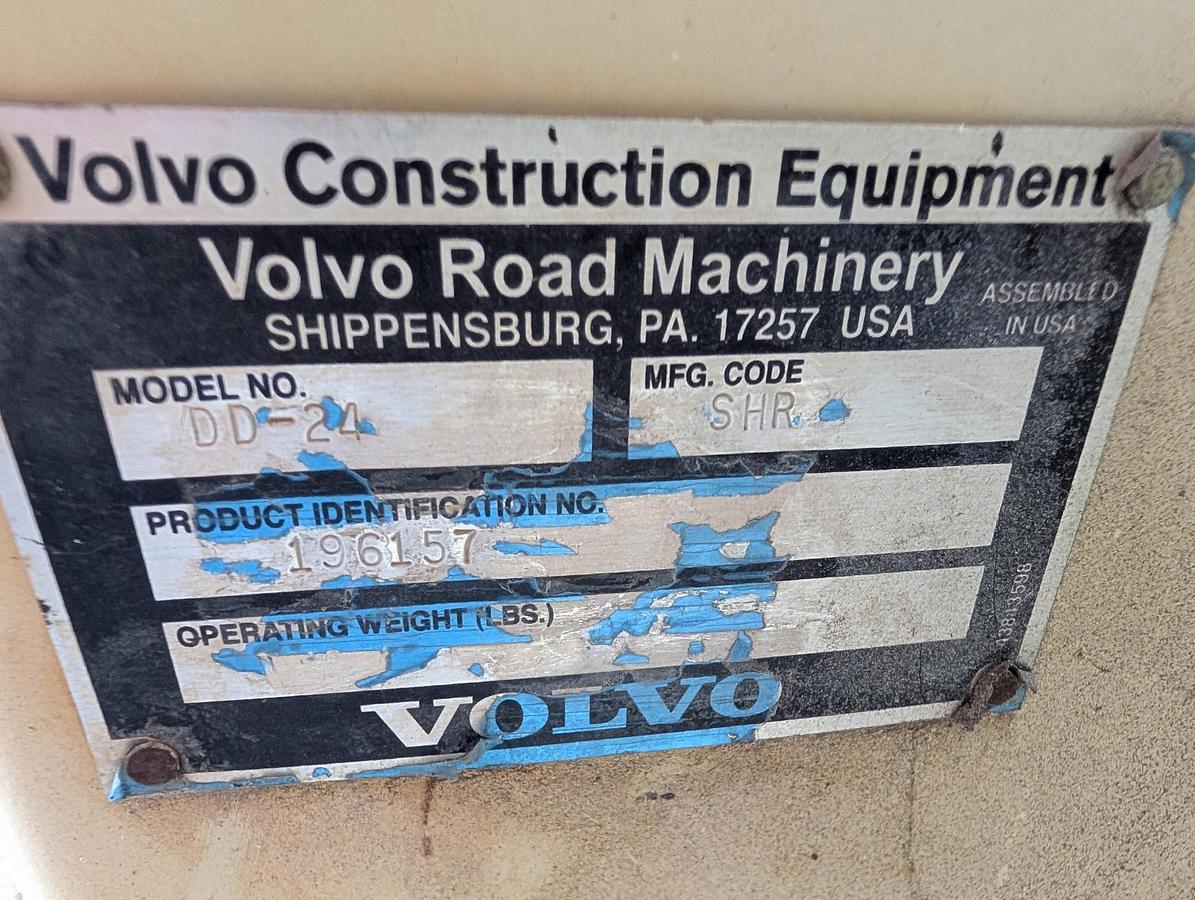 Volvo Construction Equipment
Volvo Road Machinery
ASSEMBLED
IN USA
SHIPPENSBURG, PA. 17257 USA
MODEL NO.
DD-24
MFG. CODE
SHR
PRODUCT IDENTIFICATION NO.
196157
OPERATING WEIGHT (LBS.)
VOLVO